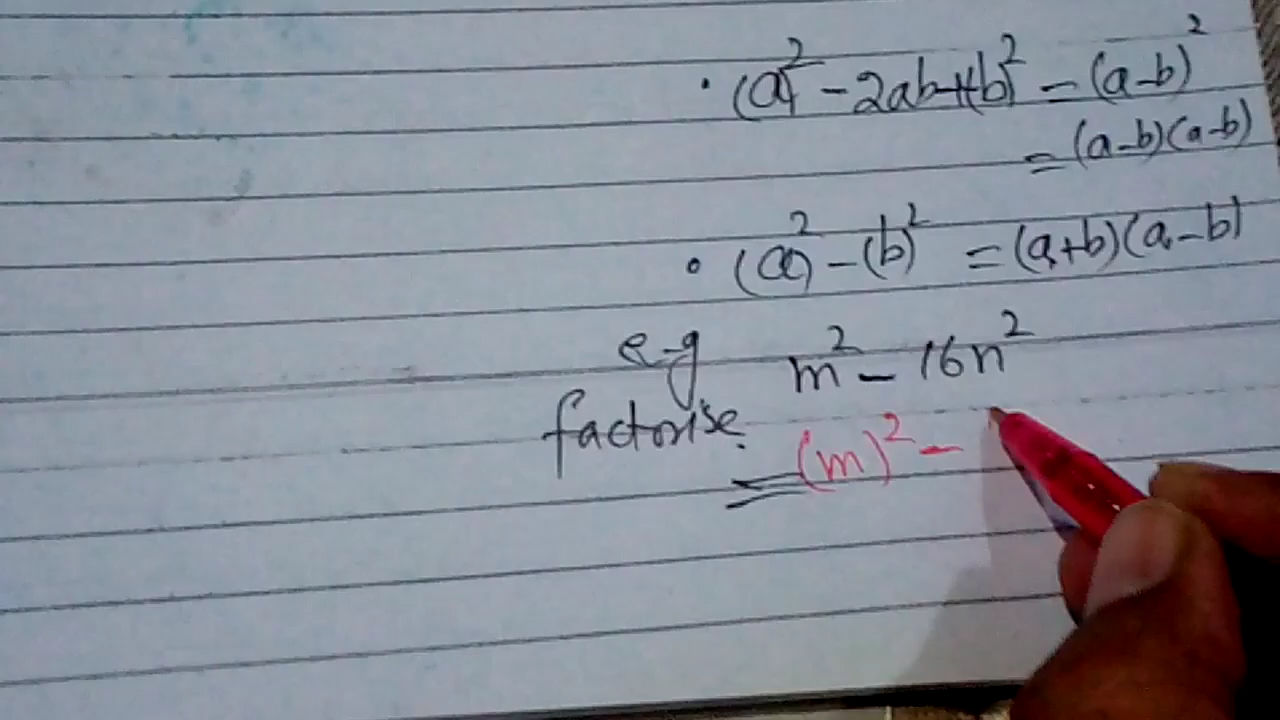 • (a)² - 2ab + (b)² = (a-b)²
= (a-b)(a-b)
• (a)² - (b)² = (a+b)(a-b)
e-g m² - 16n²
factorise.
= (m)² -